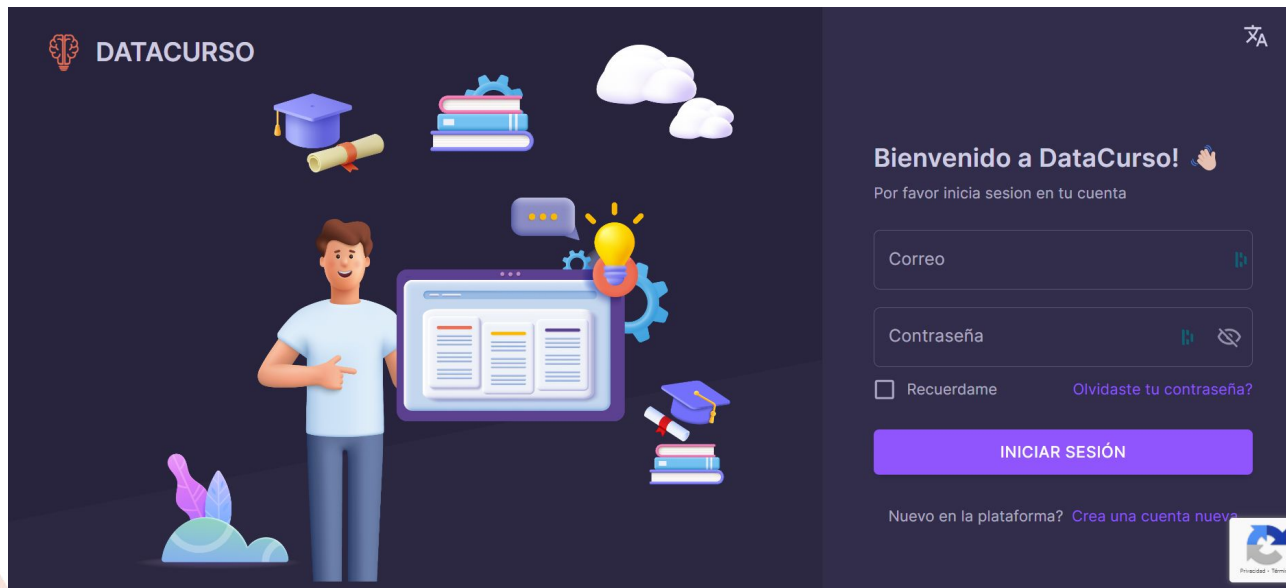 DATACURSO
Bienvenido a DataCurso!
Por favor inicia sesion en tu cuenta
Correo
Contraseña
Recuerdame
Olvidaste tu contraseña?
INICIAR SESIÓN
Nuevo en la plataforma? Crea una cuenta nueva
Privacidad -